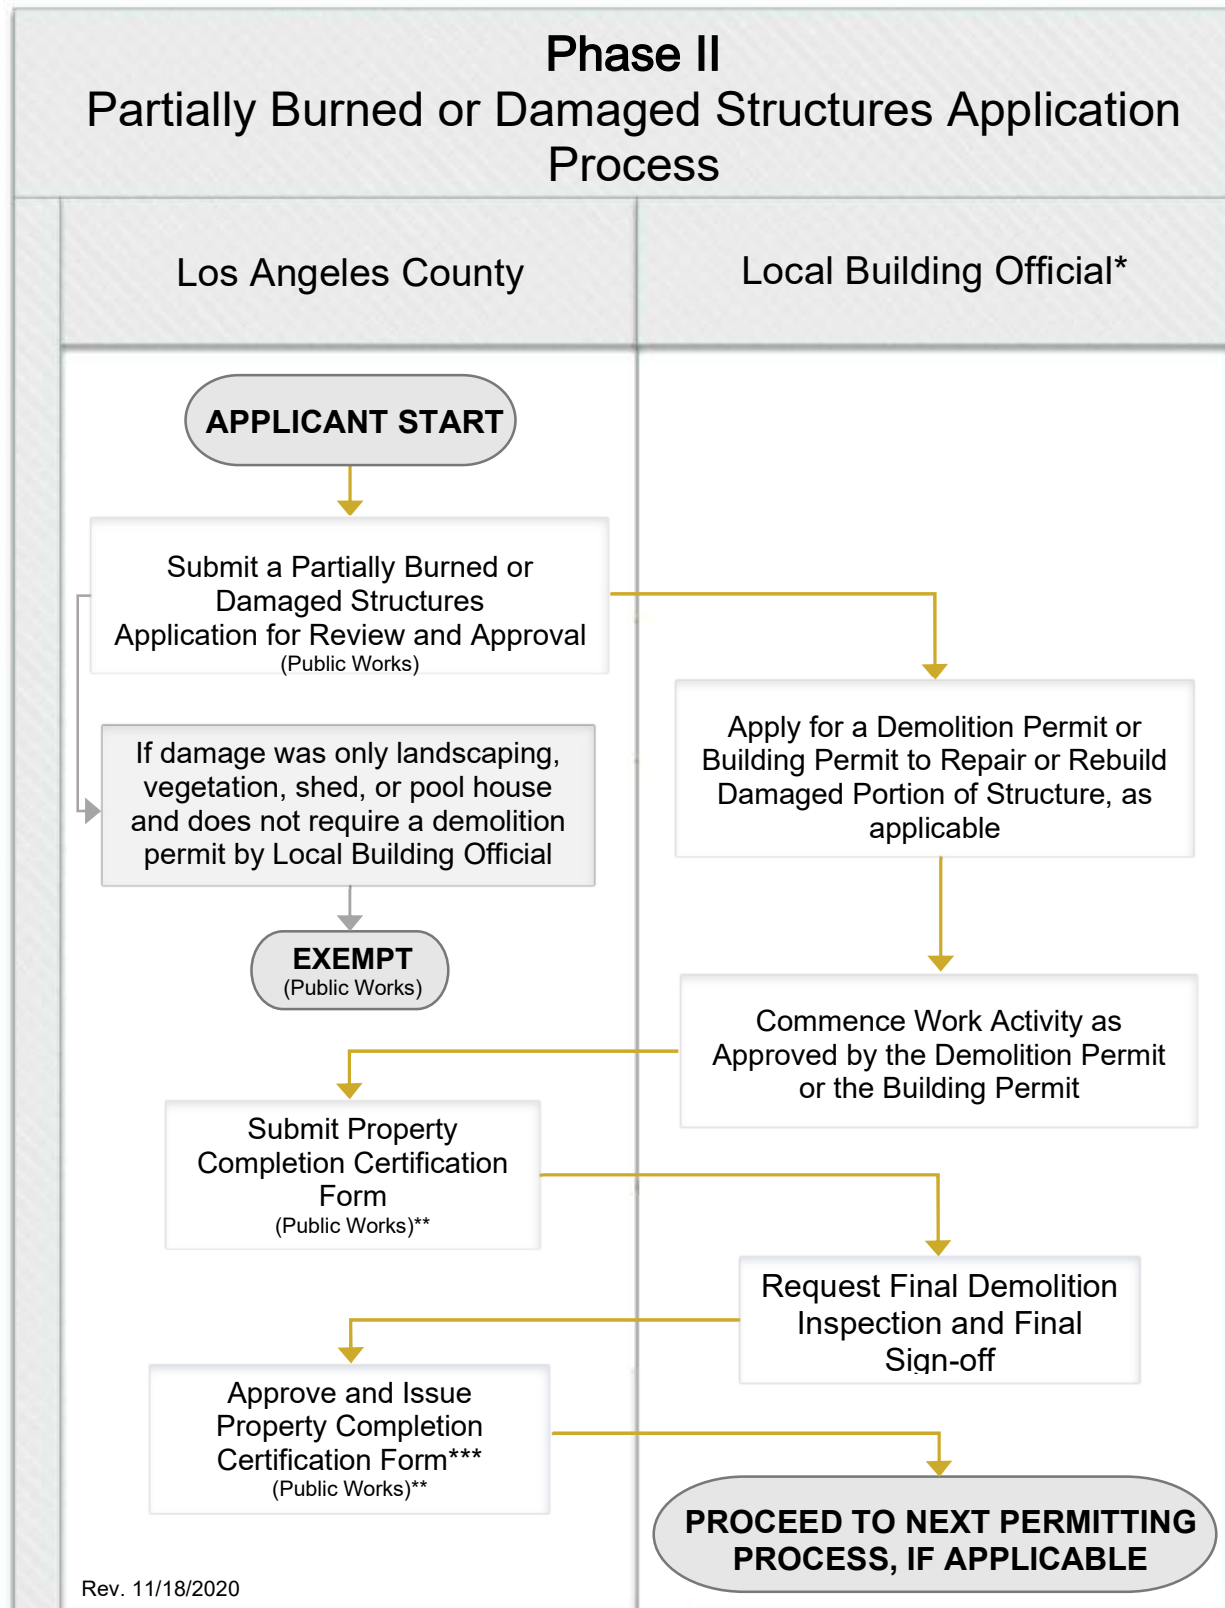 Phase II
Partially Burned or Damaged Structures Application
Process
Los Angeles County
Local Building Official*
APPLICANT START
Submit a Partially Burned or
Damaged Structures
Application for Review and Approval
(Public Works)
If damage was only landscaping,
vegetation, shed, or pool house
and does not require a demolition
permit by Local Building Official
EXEMPT
(Public Works)
Apply for a Demolition Permit or
Building Permit to Repair or Rebuild
Damaged Portion of Structure, as
applicable
Commence Work Activity as
Approved by the Demolition Permit
or the Building Permit
Submit Property
Completion Certification
Form
(Public Works)**
Request Final Demolition
Inspection and Final
Sign-off
Approve and Issue
Property Completion
Certification Form***
(Public Works)**
PROCEED TO NEXT PERMITTING
PROCESS, IF APPLICABLE
Rev. 11/18/2020